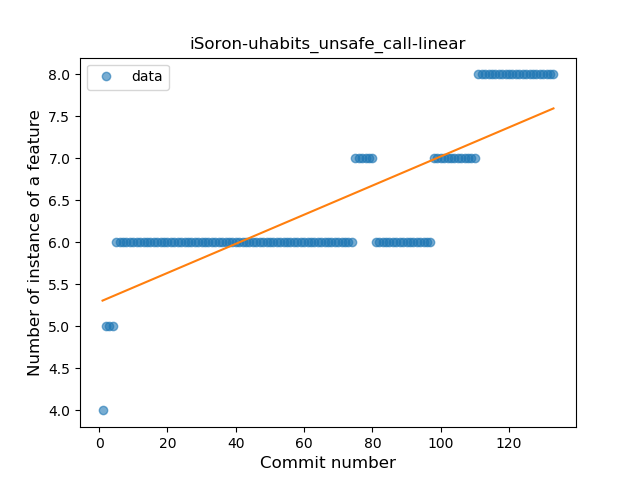 iSoron-uhabits_unsafe_call-linear
data
Number of instance of a feature
8.0
7.5
7.0
6.5
6.0
5.5
5.0
4.5
4.0
0 20 40 60 80 100 120
Commit number